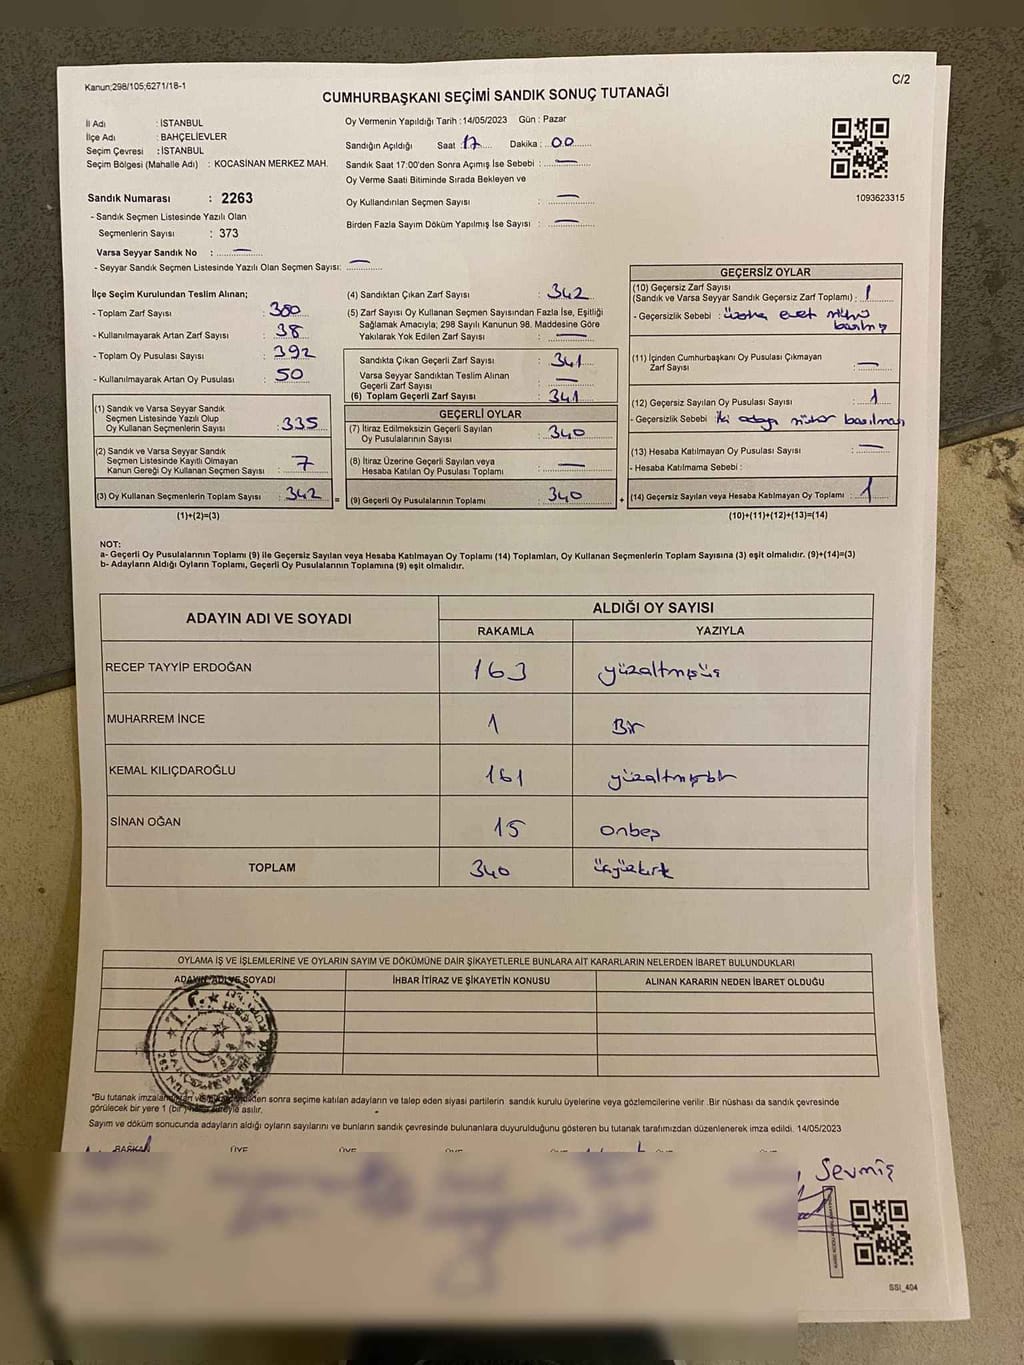 Kanun;298/105;6271/18-1
C/2
CUMHURBAŞKANI SEÇİMİ SANDIK SONUÇ TUTANAĞI
İl Adı : İSTANBUL
İlçe Adı : BAHÇELİEVLER
Seçim Çevresi : İSTANBUL
Seçim Bölgesi (Mahalle Adı) : KOCASİNAN MERKEZ MAH.
Sandık Numarası : 2263
- Sandık Seçmen Listesinde Yazılı Olan
Seçmenlerin Sayısı : 373
Varsa Seyyar Sandık No : —
- Seyyar Sandık Seçmen Listesinde Yazılı Olan Seçmen Sayısı: —
Oy Vermenin Yapıldığı Tarih : 14/05/2023 Gün : Pazar
Sandığın Açıldığı Saat : 17 Dakika : 00
Sandık Saat 17:00'den Sonra Açımış İse Sebebi : —
Oy Verme Saati Bitiminde Sırada Bekleyen ve
Oy Kullandırılan Seçmen Sayısı : —
Birden Fazla Sayım Döküm Yapılmış İse Sayısı : —
1093623315
İlçe Seçim Kurulundan Teslim Alınan;
- Toplam Zarf Sayısı : 380
- Kullanılmayarak Artan Zarf Sayısı : 38
- Toplam Oy Pusulası Sayısı : 392
- Kullanılmayarak Artan Oy Pusulası : 50
(1) Sandık ve Varsa Seyyar Sandık
Seçmen Listesinde Yazılı Olup
Oy Kullanan Seçmenlerin Sayısı : 335
(2) Sandık ve Varsa Seyyar Sandık
Seçmen Listesinde Kayıtlı Olmayan
Kanun Gereği Oy Kullanan Seçmen Sayısı : 7
(3) Oy Kullanan Seçmenlerin Toplam Sayısı : 342 =
(1)+(2)=(3)
(4) Sandıktan Çıkan Zarf Sayısı : 342
(5) Zarf Sayısı Oy Kullanan Seçmen Sayısından Fazla İse, Eşitliği
Sağlamak Amacıyla; 298 Sayılı Kanunun 98. Maddesine Göre
Yakılarak Yok Edilen Zarf Sayısı : —
Sandıkta Çıkan Geçerli Zarf Sayısı : 341
Varsa Seyyar Sandıktan Teslim Alınan
Geçerli Zarf Sayısı : —
(6) Toplam Geçerli Zarf Sayısı : 341
GEÇERLİ OYLAR
(7) İtiraz Edilmeksizin Geçerli Sayılan
Oy Pusulalarının Sayısı : 340
(8) İtiraz Üzerine Geçerli Sayılan veya
Hesaba Katılan Oy Pusulası Toplamı : —
(9) Geçerli Oy Pusulalarının Toplamı : 340 +
GEÇERSİZ OYLAR
(10) Geçersiz Zarf Sayısı
(Sandık ve Varsa Seyyar Sandık Geçersiz Zarf Toplamı) : 1
- Geçersizlik Sebebi : evet mührü
basılmış
(11) İçinden Cumhurbaşkanı Oy Pusulası Çıkmayan
Zarf Sayısı : —
(12) Geçersiz Sayılan Oy Pusulası Sayısı : 1
- Geçersizlik Sebebi : İki adaya mühür basılması
(13) Hesaba Katılmayan Oy Pusulası Sayısı : —
- Hesaba Katılmama Sebebi :
(14) Geçersiz Sayılan veya Hesaba Katılmayan Oy Toplamı : 1
(10)+(11)+(12)+(13)=(14)
NOT:
a- Geçerli Oy Pusulalarının Toplamı (9) ile Geçersiz Sayılan veya Hesaba Katılmayan Oy Toplamı (14) Toplamları, Oy Kullanan Seçmenlerin Toplam Sayısına (3) eşit olmalıdır. (9)+(14)=(3)
b- Adayların Aldığı Oyların Toplamı, Geçerli Oy Pusulalarının Toplamına (9) eşit olmalıdır.
ADAYIN ADI VE SOYADI
ALDIĞI OY SAYISI
RAKAMLA YAZIYLA
RECEP TAYYİP ERDOĞAN 163 yüzaltmışüç
MUHARREM İNCE 1 Bir
KEMAL KILIÇDAROĞLU 161 yüzaltmışbir
SİNAN OĞAN 15 onbeş
TOPLAM 340 üçyüzkırk
OYLAMA İŞ VE İŞLEMLERİNE VE OYLARIN SAYIM VE DÖKÜMÜNE DAİR ŞİKAYETLERLE BUNLARA AİT KARARLARIN NELERDEN İBARET BULUNDUKLARI
ADAYIN ADI VE SOYADI İHBAR İTİRAZ VE ŞİKAYETİN KONUSU ALINAN KARARIN NEDEN İBARET OLDUĞU
T.C.
*Bu tutanak imzalandıktan sonra seçime katılan adayların ve talep eden siyasi partilerin sandık kurulu üyelerine veya gözlemcilerine verilir .Bir nüshası da sandık çevresinde
görülecek bir yere 1 (bir) süreyle asılır.
Sayım ve döküm sonucunda adayların aldığı oyların sayılarını ve bunların sandık çevresinde bulunanlara duyurulduğunu gösteren bu tutanak tarafımızdan düzenlenerek imza edildi. 14/05/2023
BAŞKAN ÜYE ÜYE ÜYE ÜYE
Sevmiş
SSI_404